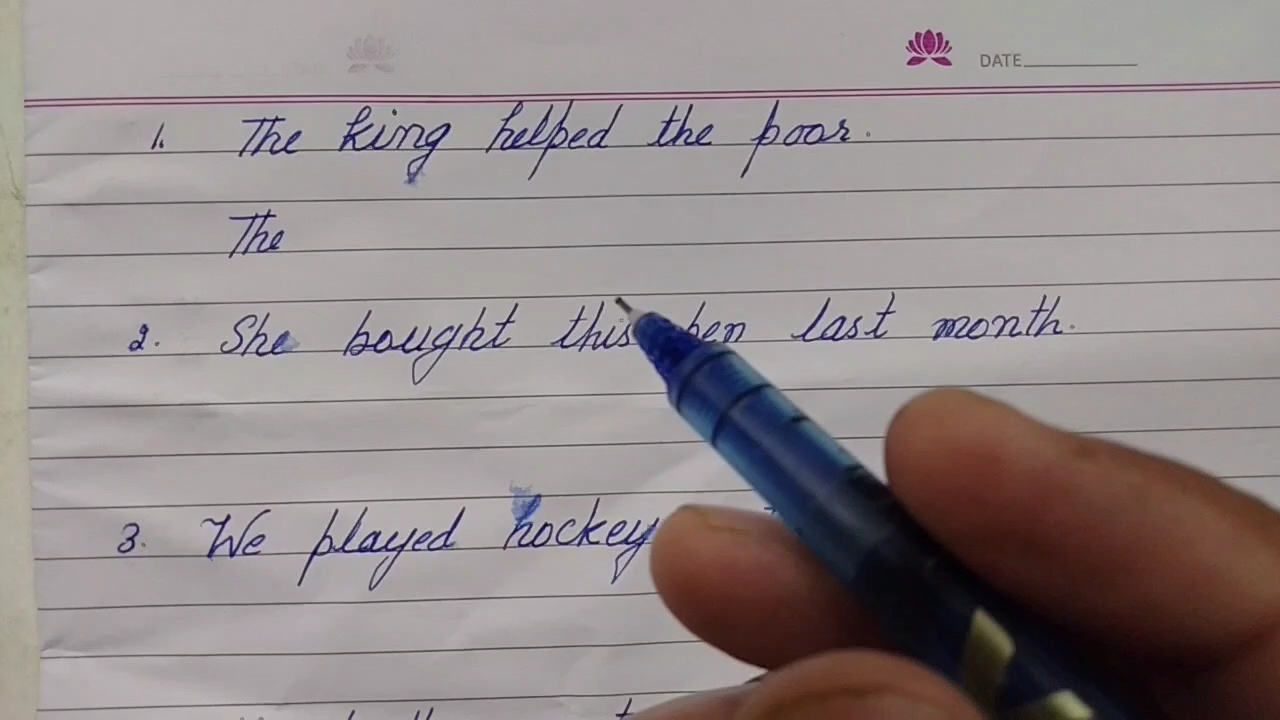 DATE
1. The king helped the poor.
The
2. She bought this pen last month.
3. We played hockey